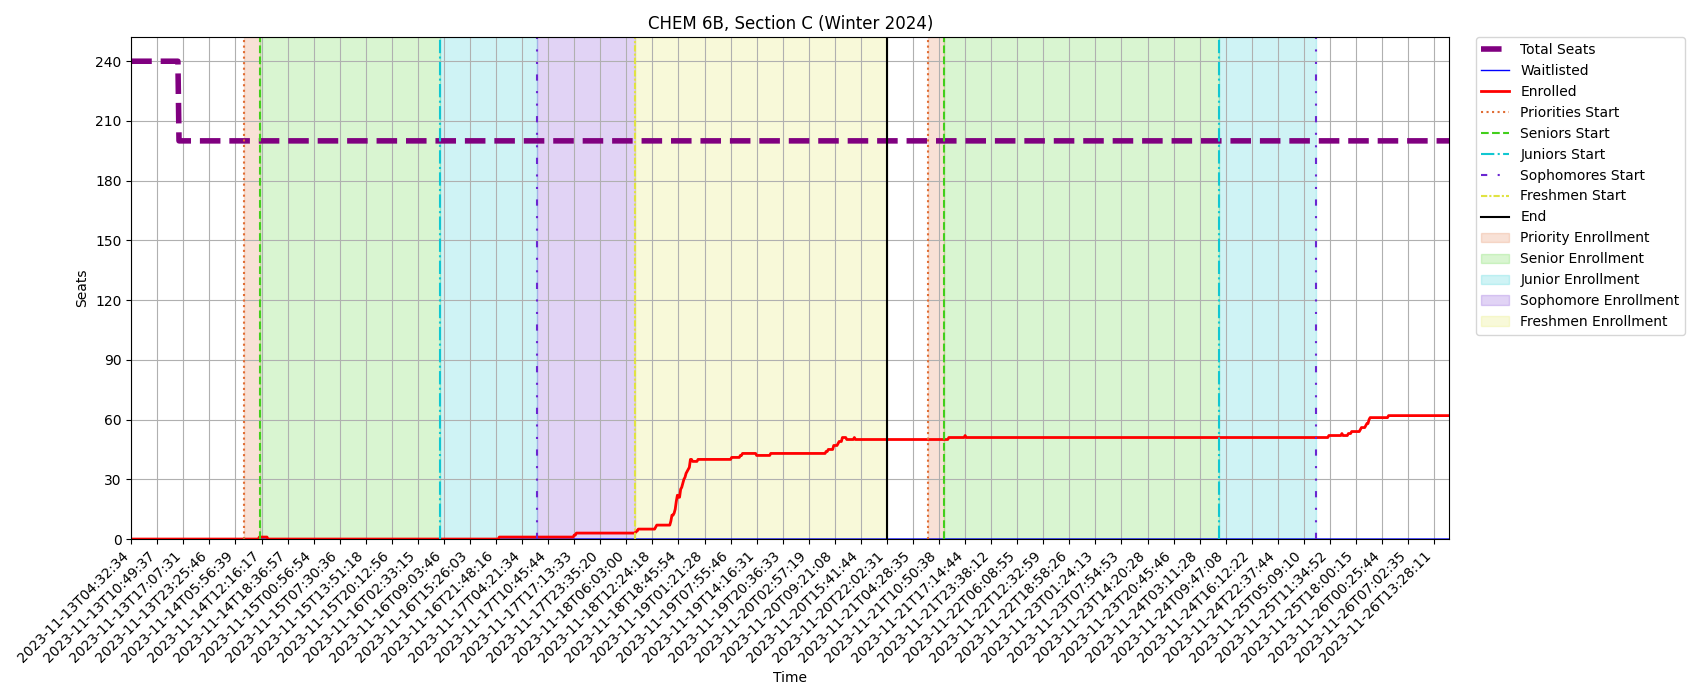 CHEM 6B, Section C (Winter 2024)
Seats
240
210
180
150
120
90
60
30
0
2023-11-13T04:32:34
2023-11-13T10:49:37
2023-11-13T17:07:31
2023-11-13T23:25:46
2023-11-14T05:56:39
2023-11-14T12:16:17
2023-11-14T18:36:57
2023-11-15T00:56:54
2023-11-15T07:30:36
2023-11-15T13:51:18
2023-11-15T20:12:56
2023-11-16T02:33:15
2023-11-16T09:03:46
2023-11-16T15:26:03
2023-11-16T21:48:16
2023-11-17T04:21:34
2023-11-17T10:45:44
2023-11-17T17:13:33
2023-11-17T23:35:20
2023-11-18T06:03:00
2023-11-18T12:24:18
2023-11-18T18:45:54
2023-11-19T01:21:28
2023-11-19T07:55:46
2023-11-19T14:16:31
2023-11-19T20:36:33
2023-11-20T02:57:19
2023-11-20T09:21:08
2023-11-20T15:41:44
2023-11-20T22:02:31
2023-11-21T04:28:35
2023-11-21T10:50:38
2023-11-21T17:14:44
2023-11-21T23:38:12
2023-11-22T06:08:55
2023-11-22T12:32:59
2023-11-22T18:58:26
2023-11-23T01:24:13
2023-11-23T07:54:53
2023-11-23T14:20:28
2023-11-23T20:45:46
2023-11-24T03:11:28
2023-11-24T09:47:08
2023-11-24T16:12:22
2023-11-24T22:37:44
2023-11-25T05:09:10
2023-11-25T11:34:52
2023-11-25T18:00:15
2023-11-26T00:25:44
2023-11-26T07:02:35
2023-11-26T13:28:11
Time
Total Seats
Waitlisted
Enrolled
Priorities Start
Seniors Start
Juniors Start
Sophomores Start
Freshmen Start
End
Priority Enrollment
Senior Enrollment
Junior Enrollment
Sophomore Enrollment
Freshmen Enrollment